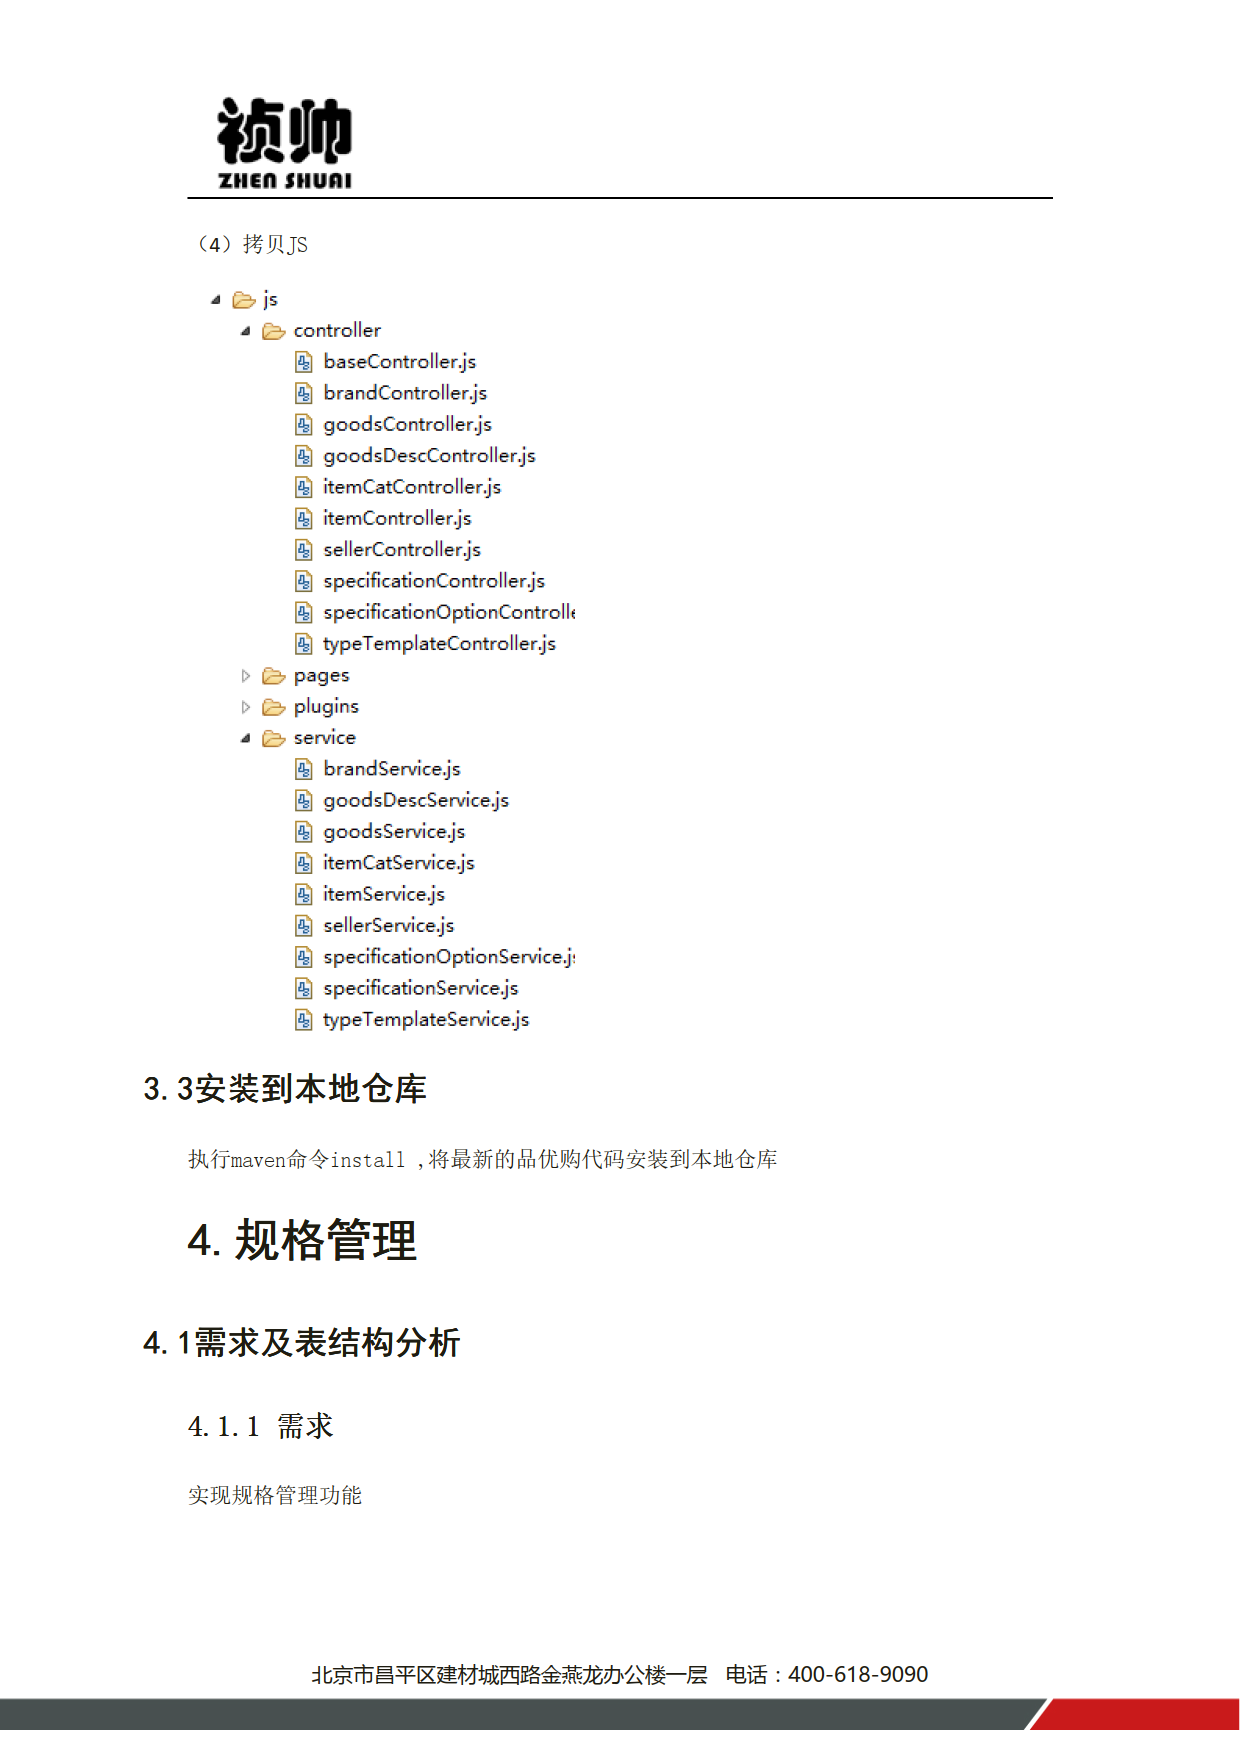 祯帅
ZHEN SHUAI
（4）拷贝JS
js
controller
baseController.js
brandController.js
goodsController.js
goodsDescController.js
itemCatController.js
itemController.js
sellerController.js
specificationController.js
specificationOptionControlle
typeTemplateController.js
pages
plugins
service
brandService.js
goodsDescService.js
goodsService.js
itemCatService.js
itemService.js
sellerService.js
specificationOptionService.js
specificationService.js
typeTemplateService.js
3.3安装到本地仓库
执行maven命令install ,将最新的品优购代码安装到本地仓库
4.规格管理
4.1需求及表结构分析
4.1.1 需求
实现规格管理功能
北京市昌平区建材城西路金燕龙办公楼一层 电话：400-618-9090